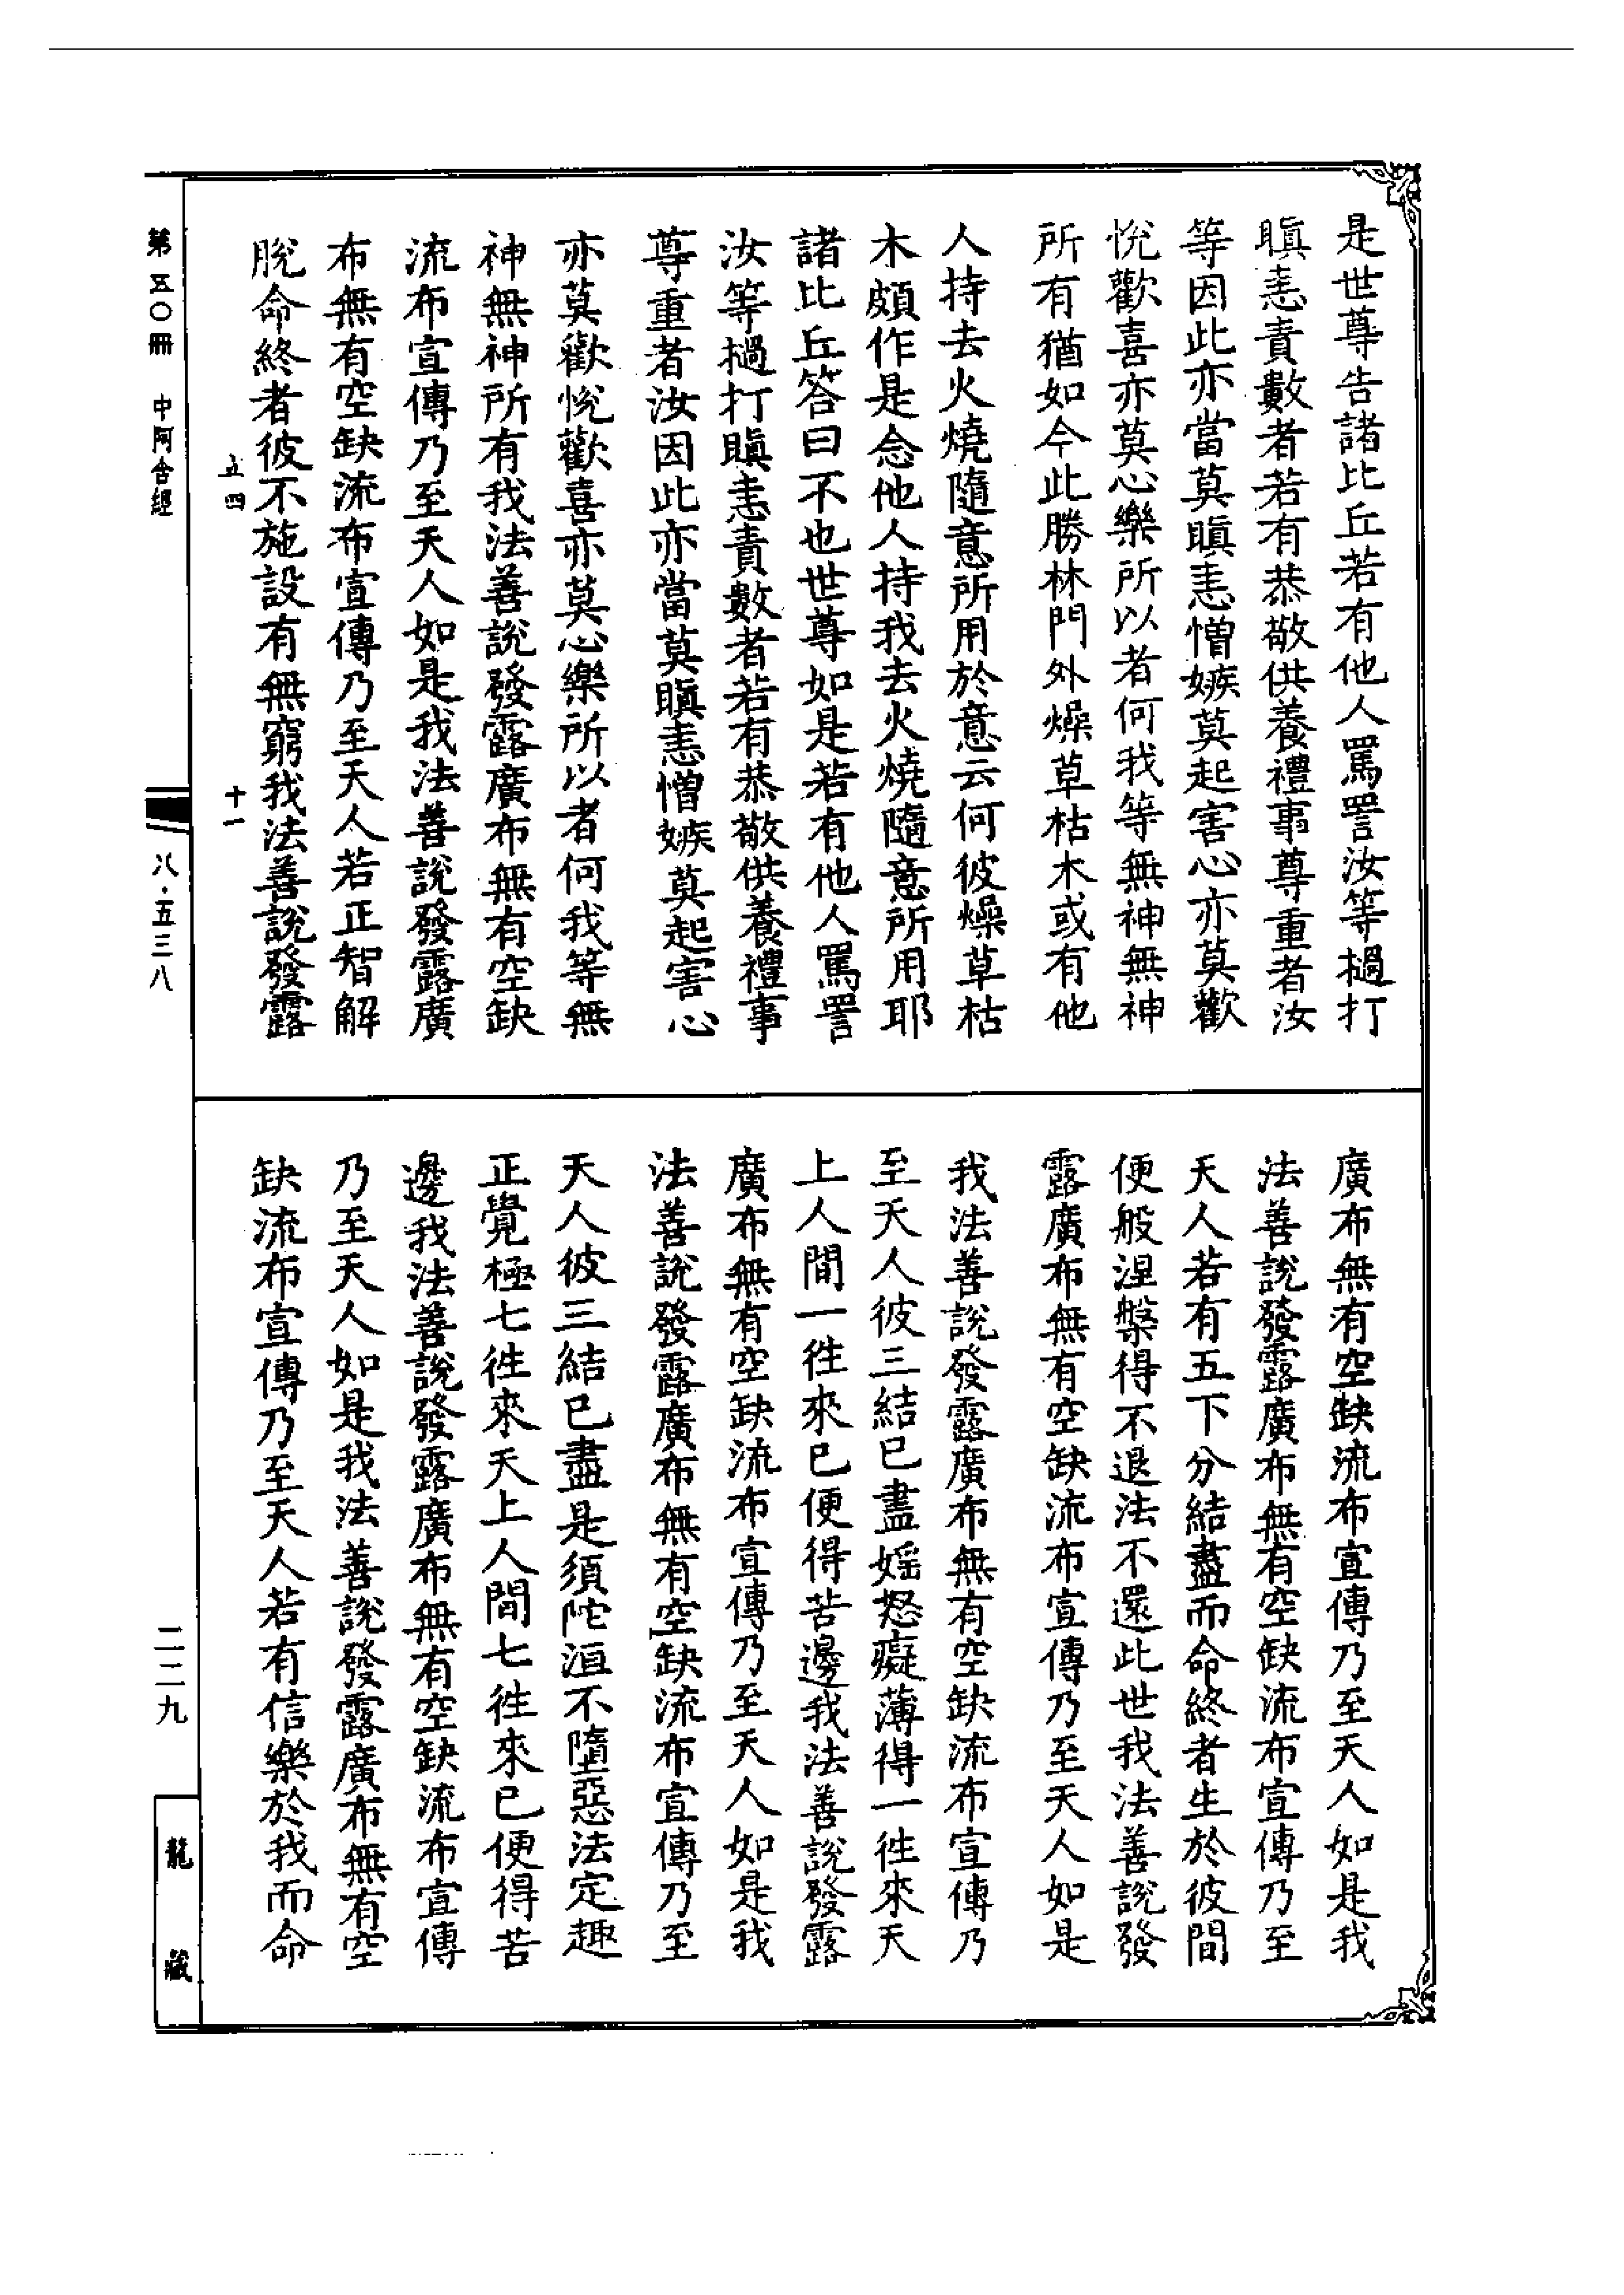 是世尊告諸比丘若有他人罵詈汝等撾打
瞋恚責數者若有恭敬供養禮事尊重者汝
等因此亦當莫瞋恚憎嫉莫起害心亦莫歡
悅歡喜亦莫心樂所以者何我等無神無神
所有猶如今此勝林門外燥草枯木或有他
人持去火燒隨意所用於意云何彼燥草枯
木頗作是念他人持我去火燒隨意所用耶
諸比丘答曰不也世尊如是若有他人罵詈
汝等撾打瞋恚責數者若有恭敬供養禮事
尊重者汝因此亦當莫瞋恚憎嫉莫起害心
亦莫歡悅歡喜亦莫心樂所以者何我等無
神無神所有我法善說發露廣布無有空缺
流布宣傳乃至天人如是我法善說發露廣
布無有空缺流布宣傳乃至天人若正智解
脫命終者彼不施設有無窮我法善說發露
廣布無有空缺流布宣傳乃至天人如是我
法善說發露廣布無有空缺流布宣傳乃至
天人若有五下分結盡而命終者生於彼間
便般涅槃得不退法不還此世我法善說發
露廣布無有空缺流布宣傳乃至天人如是
我法善說發露廣布無有空缺流布宣傳乃
至天人彼三結已盡婬怒癡薄得一徃來天
上人間一徃來已便得苦邊我法善說發露
廣布無有空缺流布宣傳乃至天人如是我
法善說發露廣布無有空缺流布宣傳乃至
天人彼三結已盡是須陀洹不墮惡法定趣
正覺極七徃來天上人間七徃來已便得苦
邊我法善說發露廣布無有空缺流布宣傳
乃至天人如是我法善說發露廣布無有空
缺流布宣傳乃至天人若有信樂於我而命
立四
十一
第五〇冊 中阿含經
八·五三八
二二九
龍藏